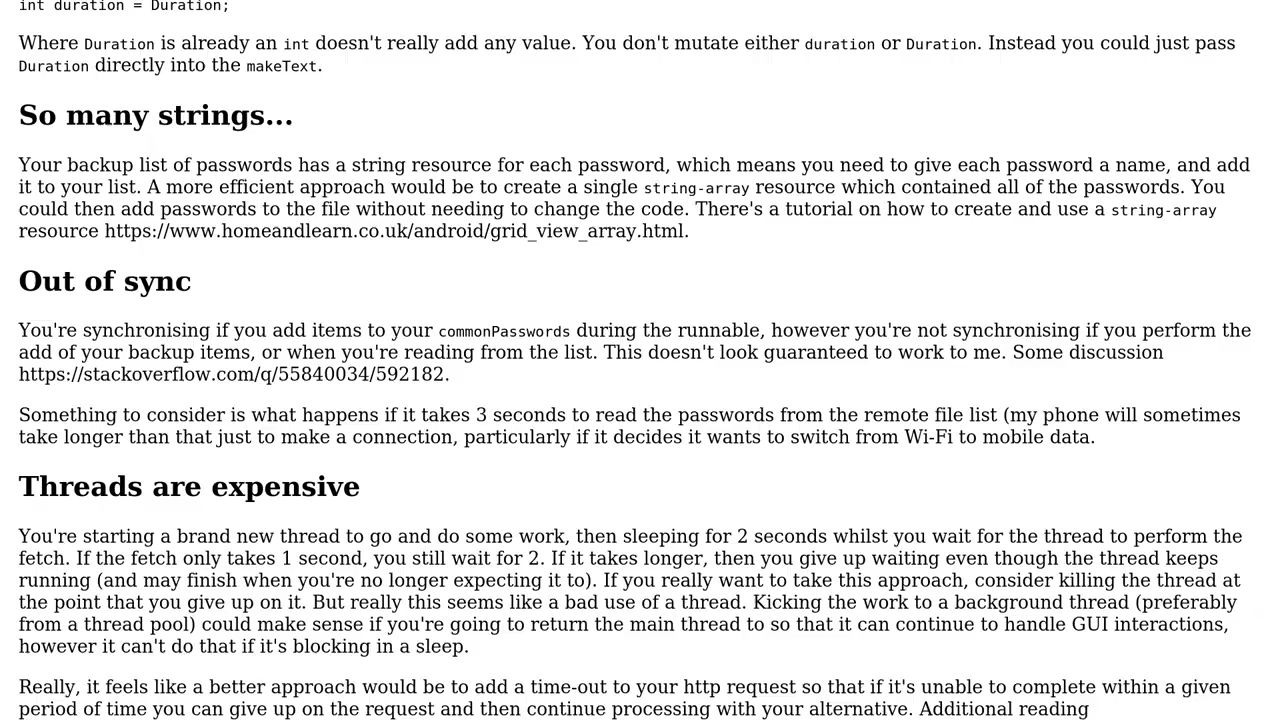 int duration = Duration;
Where Duration is already an int doesn't really add any value. You don't mutate either duration or Duration. Instead you could just pass
Duration directly into the makeText.
So many strings...
Your backup list of passwords has a string resource for each password, which means you need to give each password a name, and add
it to your list. A more efficient approach would be to create a single string-array resource which contained all of the passwords. You
could then add passwords to the file without needing to change the code. There's a tutorial on how to create and use a string-array
resource https://www.homeandlearn.co.uk/android/grid_view_array.html.
Out of sync
You're synchronising if you add items to your commonPasswords during the runnable, however you're not synchronising if you perform the
add of your backup items, or when you're reading from the list. This doesn't look guaranteed to work to me. Some discussion
https://stackoverflow.com/q/55840034/592182.
Something to consider is what happens if it takes 3 seconds to read the passwords from the remote file list (my phone will sometimes
take longer than that just to make a connection, particularly if it decides it wants to switch from Wi-Fi to mobile data.
Threads are expensive
You're starting a brand new thread to go and do some work, then sleeping for 2 seconds whilst you wait for the thread to perform the
fetch. If the fetch only takes 1 second, you still wait for 2. If it takes longer, then you give up waiting even though the thread keeps
running (and may finish when you're no longer expecting it to). If you really want to take this approach, consider killing the thread at
the point that you give up on it. But really this seems like a bad use of a thread. Kicking the work to a background thread (preferably
from a thread pool) could make sense if you're going to return the main thread to so that it can continue to handle GUI interactions,
however it can't do that if it's blocking in a sleep.
Really, it feels like a better approach would be to add a time-out to your http request so that if it's unable to complete within a given
period of time you can give up on the request and then continue processing with your alternative. Additional reading